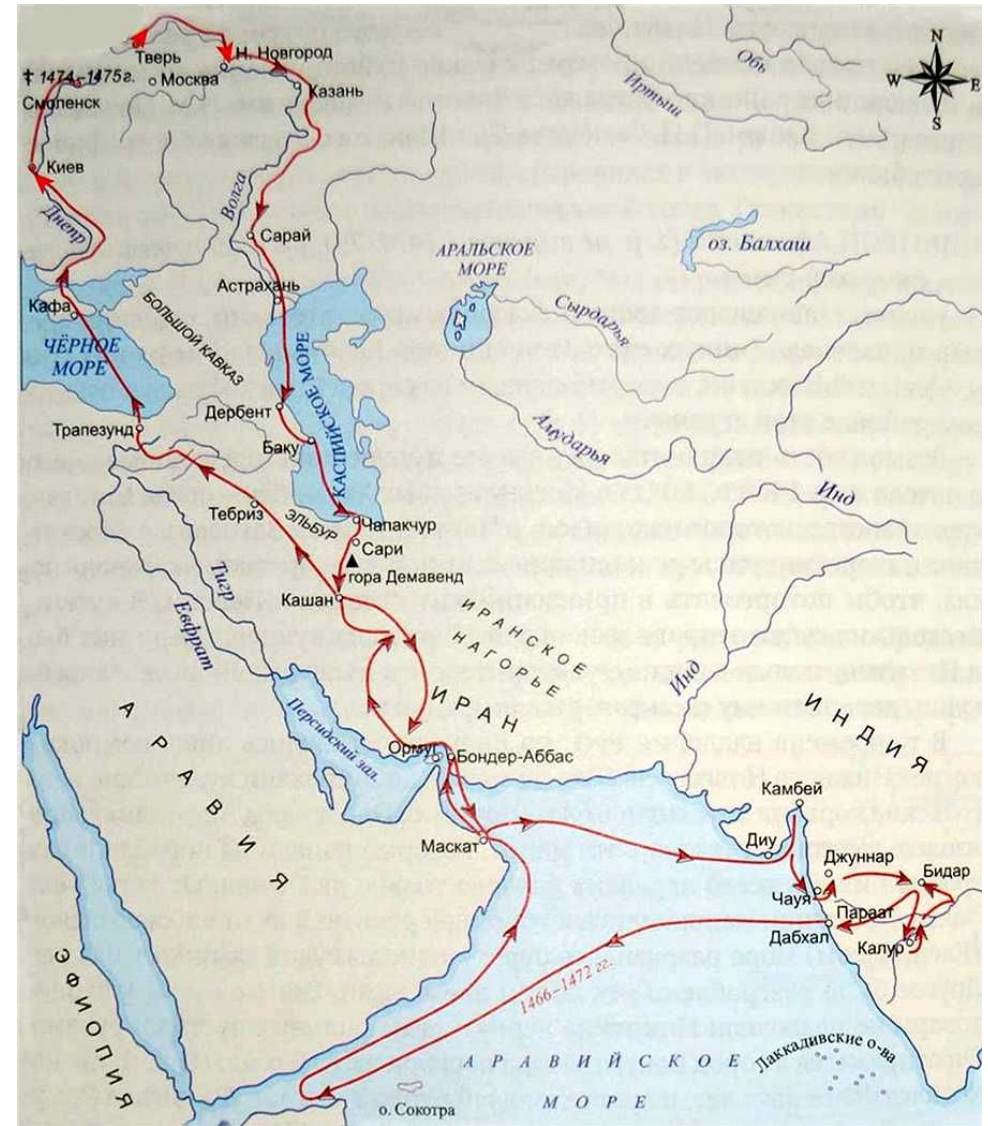 Обь
Иртыш
N
W
E
S
Тверь
Н. Новгород
† 1474–1475г.
Москва
Смоленск
Казань
Киев
Волга
Днепр
Сарай
оз. Балхаш
АРАЛЬСКОЕ
МОРЕ
Астрахань
Кафа
БОЛЬШОЙ КАВКАЗ
Сырдарья
ЧЁРНОЕ
МОРЕ
КАСПИЙСКОЕ МОРЕ
Дербент
Трапезунд
Баку
Амударья
Инд
Тебриз
ЭЛЬБУР
Чапакчур
Сари
гора Демавенд
Тигр
Кашан
Евфрат
ИРАНСКОЕ
НАГОРЬЕ
Инд
ИРАН
АРАВИЯ
ИНДИЯ
Персидский зал.
Ормуз
Бондер-Аббас
Камбей
Маскат
Диу
Джуннар
Бидар
Чауя
Параат
Дабхал
Калур
ЭФИОПИЯ
1466–1472 гг.
АРАВИЙСКОЕ
МОРЕ
Лаккадивские о-ва
о. Сокотра